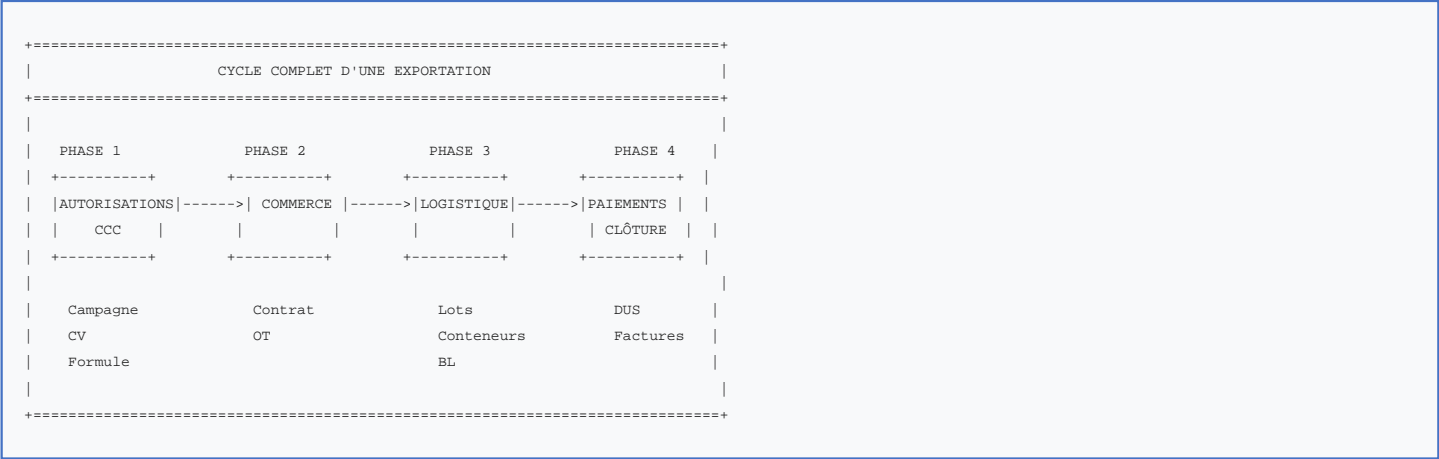 +==============================================================================+
|                     CYCLE COMPLET D'UNE EXPORTATION                          |
+==============================================================================+
|                                                                              |
|   PHASE 1              PHASE 2              PHASE 3              PHASE 4    |
|  +----------+        +----------+        +----------+        +----------+  |
|  |AUTORISATIONS|------>| COMMERCE |------>|LOGISTIQUE|------>|PAIEMENTS |  |
|  |    CCC    |        |          |        |          |        | CLÔTURE  |  |
|  +----------+        +----------+        +----------+        +----------+  |
|                                                                              |
|    Campagne             Contrat              Lots                DUS         |
|    CV                   OT                   Conteneurs          Factures   |
|    Formule                                   BL                             |
|                                                                              |
+==============================================================================+